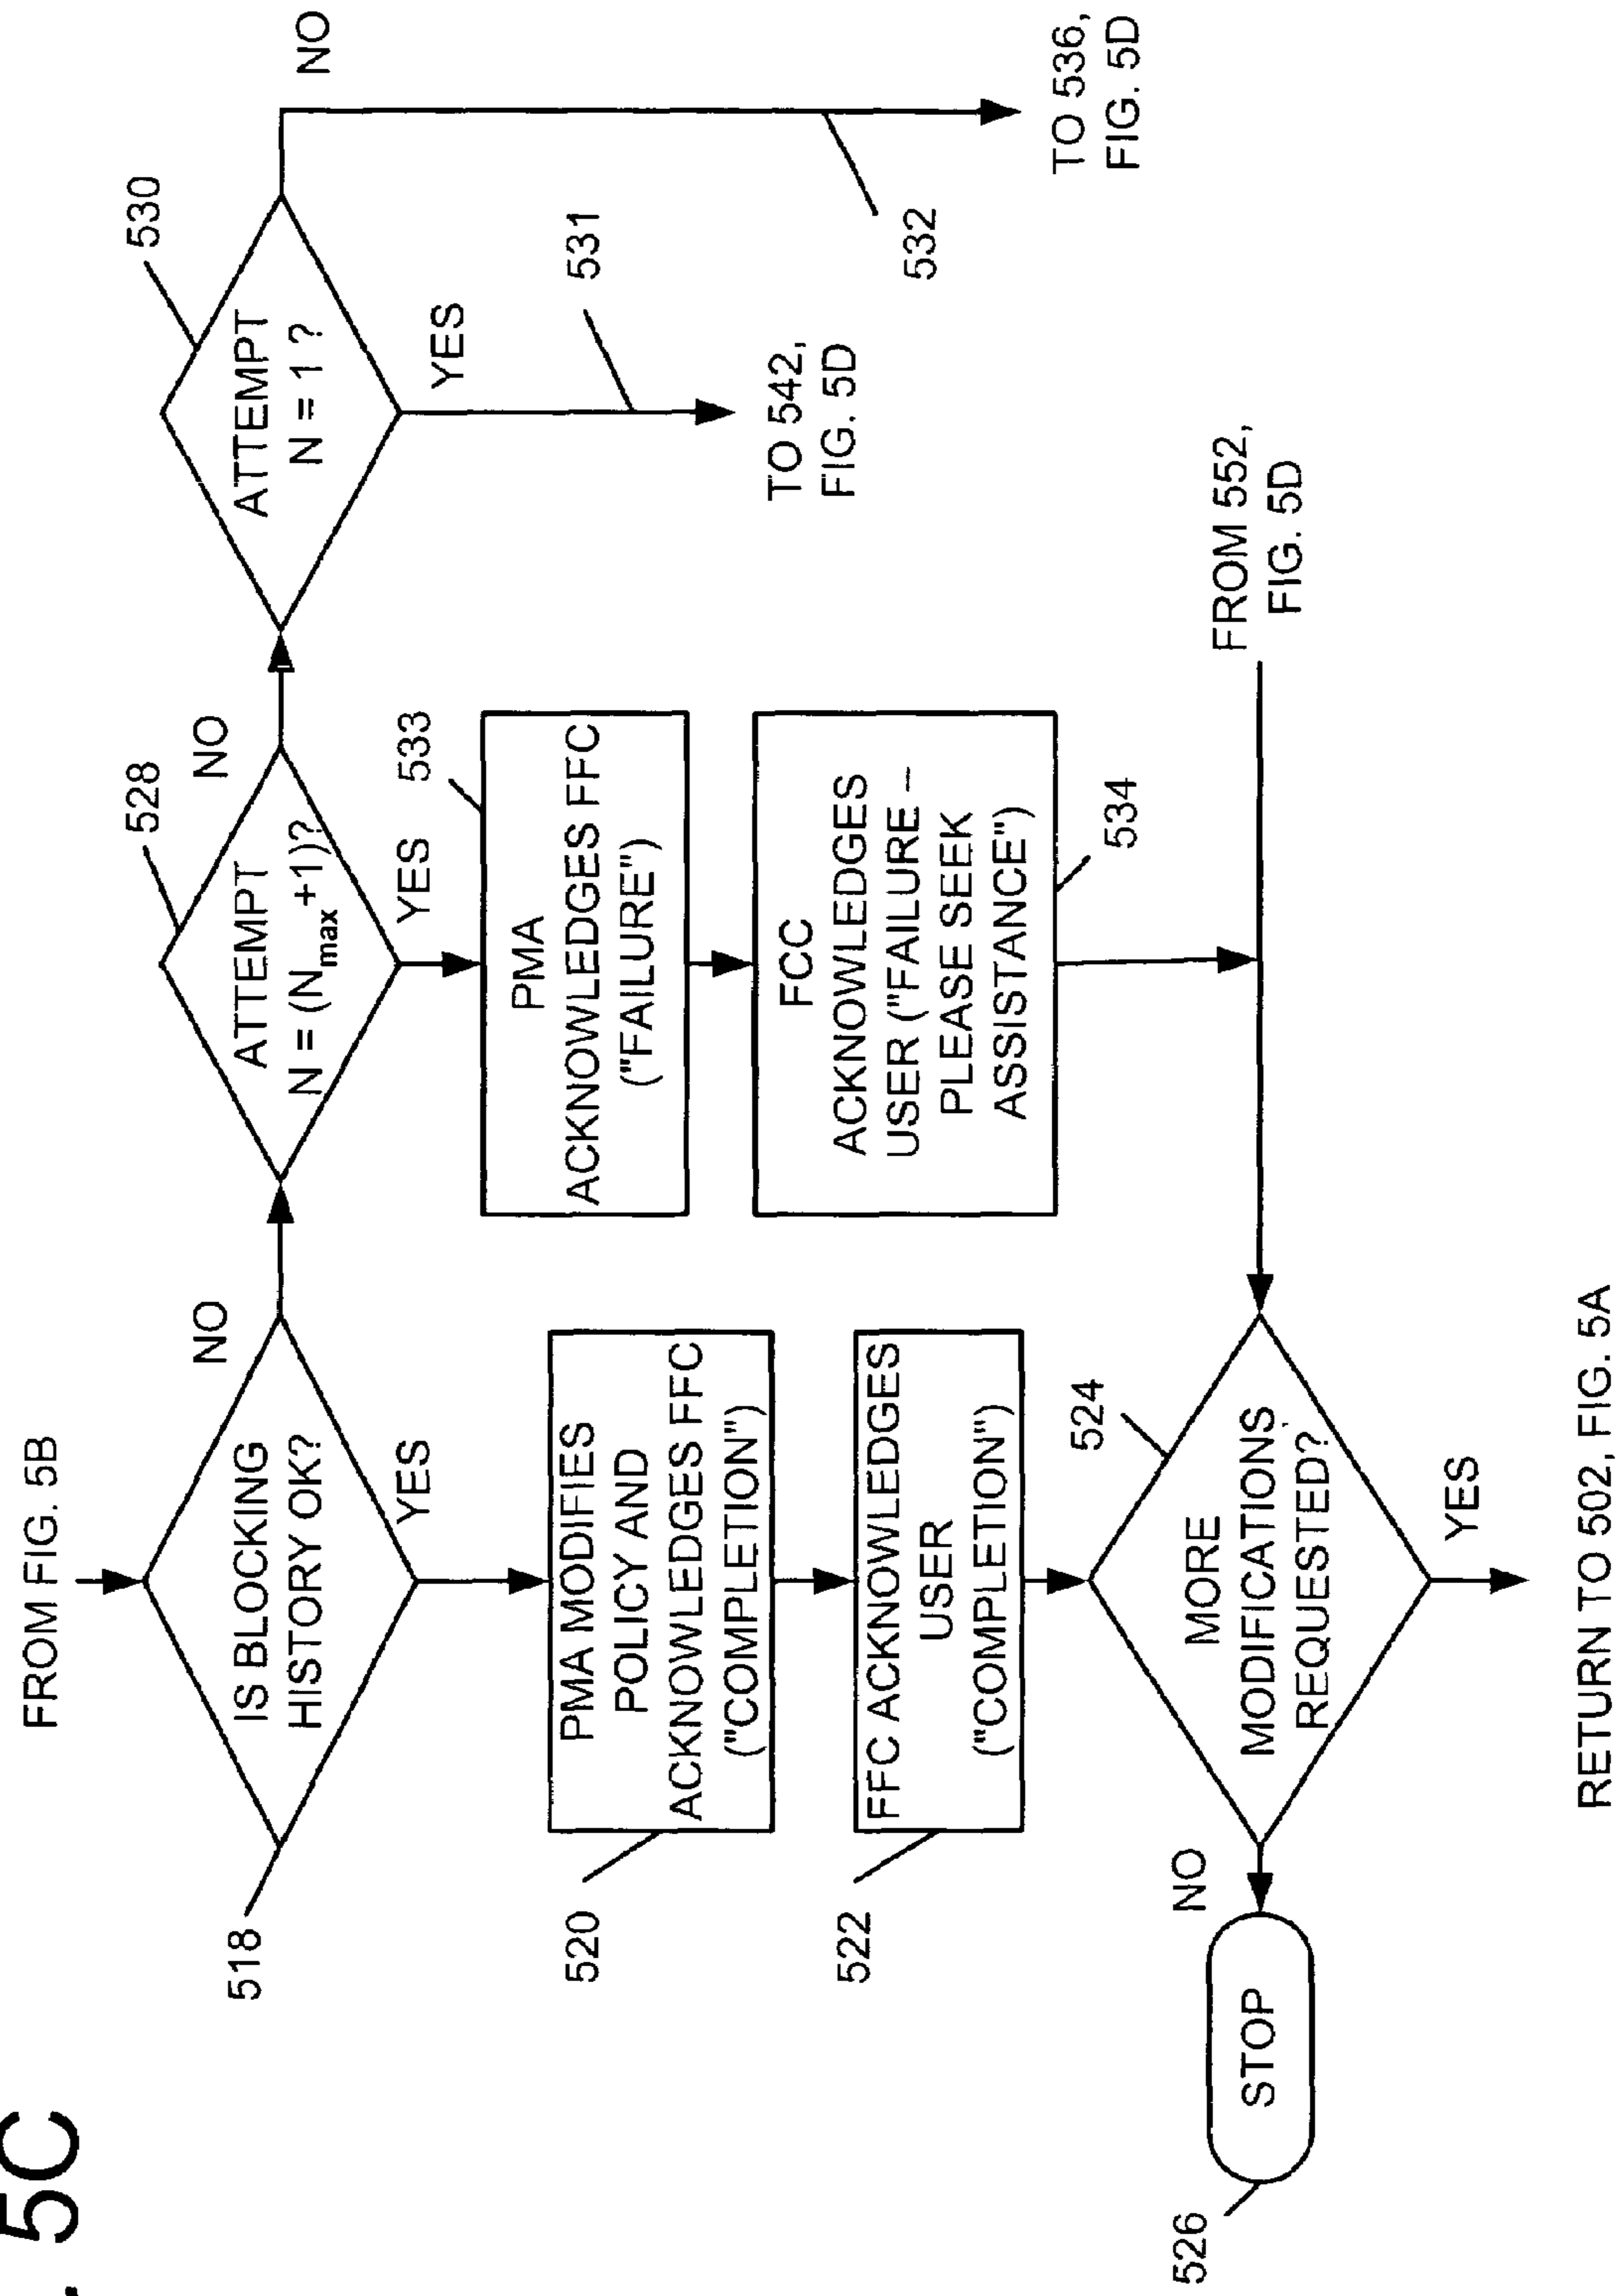 . 5C
FROM FIG. 5B
518
IS BLOCKING
HISTORY OK?
NO
YES
528
ATTEMPT
N = (Nmax +1)?
NO
YES
530
ATTEMPT
N = 1 ?
NO
YES
531
TO 542,
FIG. 5D
532
TO 536,
FIG. 5D
520
PMA MODIFIES
POLICY AND
ACKNOWLEDGES FFC
("COMPLETION")
533
PMA
ACKNOWLEDGES FFC
("FAILURE")
522
FFC ACKNOWLEDGES
USER
("COMPLETION")
FCC
ACKNOWLEDGES
USER ("FAILURE –
PLEASE SEEK
ASSISTANCE")
534
FROM 552,
FIG. 5D
524
MORE
MODIFICATIONS
REQUESTED?
NO
YES
STOP
526
RETURN TO 502, FIG. 5A